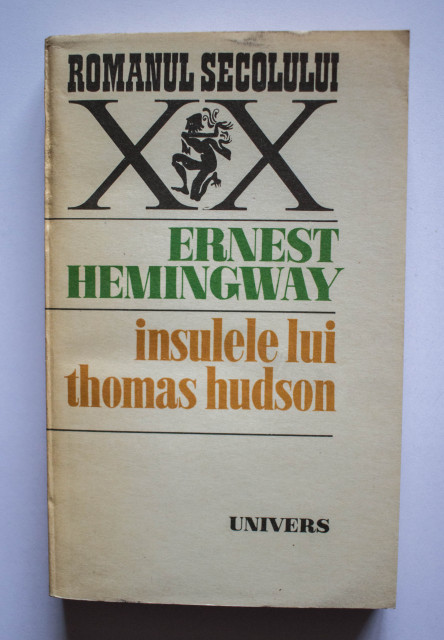 ROMANUL SECOLULUI
XX
ERNEST
HEMINGWAY
insulele lui
thomas hudson
UNIVERS